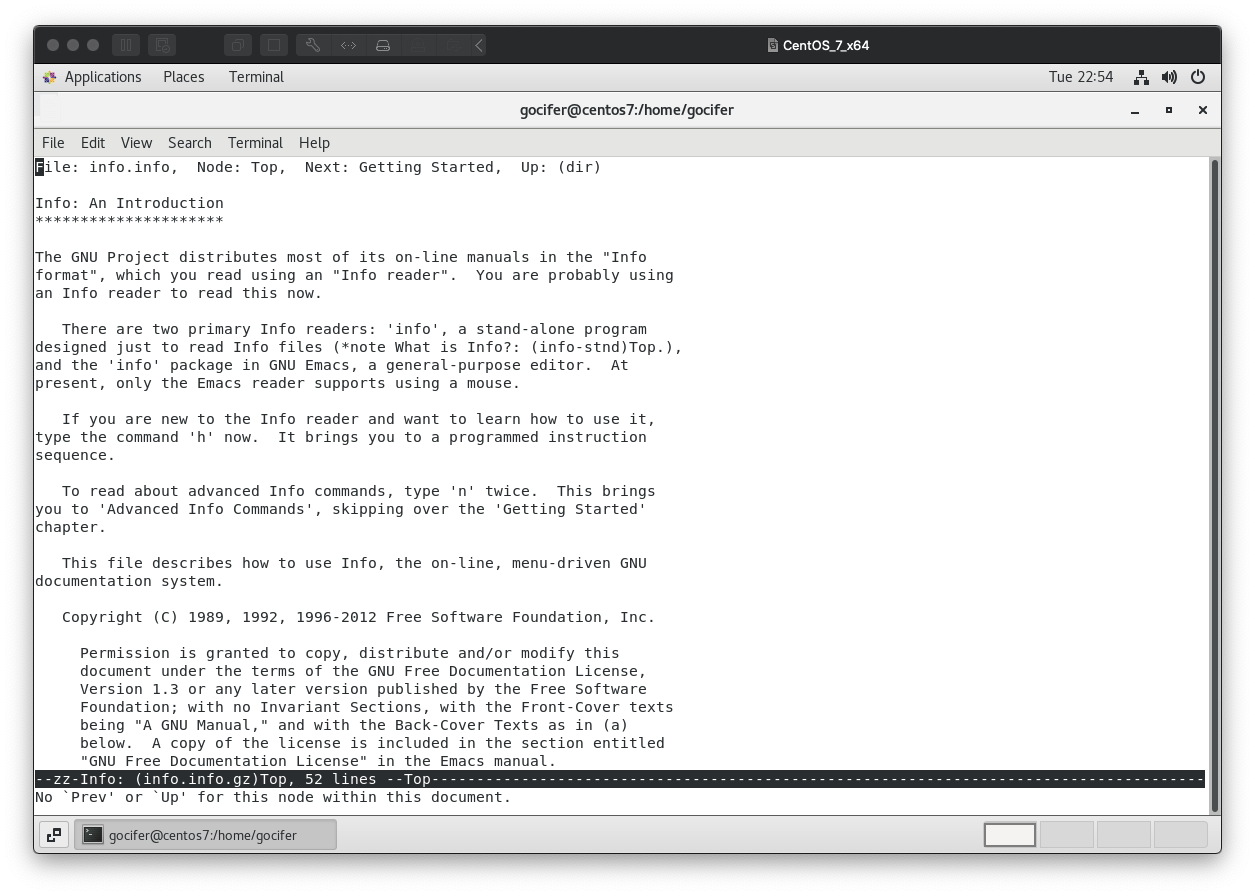 CentOS_7_x64
Applications Places Terminal Tue 22:54
gocifer@centos7:/home/gocifer
File Edit View Search Terminal Help
File: info.info,  Node: Top,  Next: Getting Started,  Up: (dir)

Info: An Introduction
*********************

The GNU Project distributes most of its on-line manuals in the "Info
format", which you read using an "Info reader".  You are probably using
an Info reader to read this now.

   There are two primary Info readers: 'info', a stand-alone program
designed just to read Info files (*note What is Info?: (info-stnd)Top.),
and the 'info' package in GNU Emacs, a general-purpose editor.  At
present, only the Emacs reader supports using a mouse.

   If you are new to the Info reader and want to learn how to use it,
type the command 'h' now.  It brings you to a programmed instruction
sequence.

   To read about advanced Info commands, type 'n' twice.  This brings
you to 'Advanced Info Commands', skipping over the 'Getting Started'
chapter.

   This file describes how to use Info, the on-line, menu-driven GNU
documentation system.

   Copyright (C) 1989, 1992, 1996-2012 Free Software Foundation, Inc.

     Permission is granted to copy, distribute and/or modify this
     document under the terms of the GNU Free Documentation License,
     Version 1.3 or any later version published by the Free Software
     Foundation; with no Invariant Sections, with the Front-Cover texts
     being "A GNU Manual," and with the Back-Cover Texts as in (a)
     below.  A copy of the license is included in the section entitled
     "GNU Free Documentation License" in the Emacs manual.
--zz-Info: (info.info.gz)Top, 52 lines --Top--------------------------------------------------------------------------------------
No `Prev' or `Up' for this node within this document.
gocifer@centos7:/home/gocifer